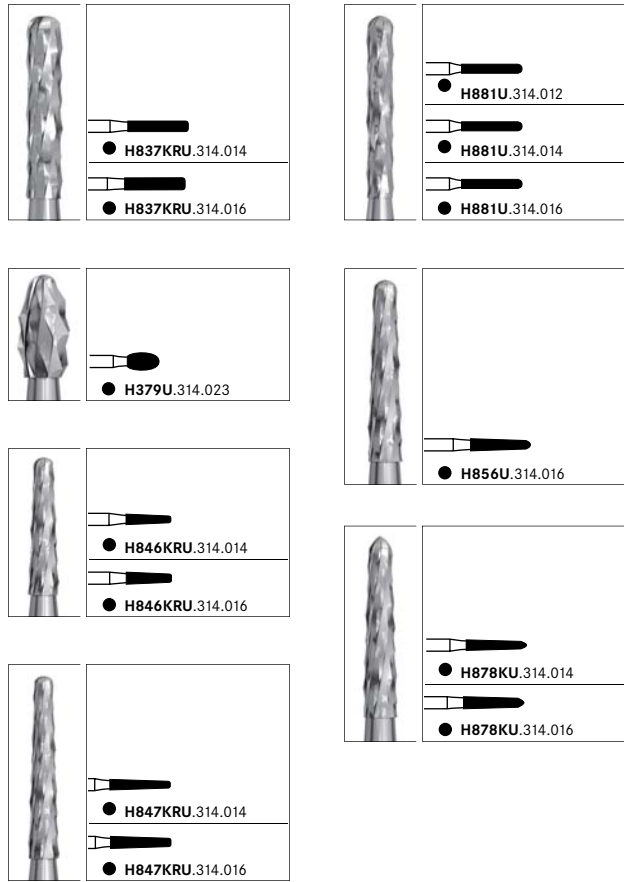 H837KRU.314.014
H837KRU.314.016
H379U.314.023
H846KRU.314.014
H846KRU.314.016
H847KRU.314.014
H847KRU.314.016
H881U.314.012
H881U.314.014
H881U.314.016
H856U.314.016
H878KU.314.014
H878KU.314.016